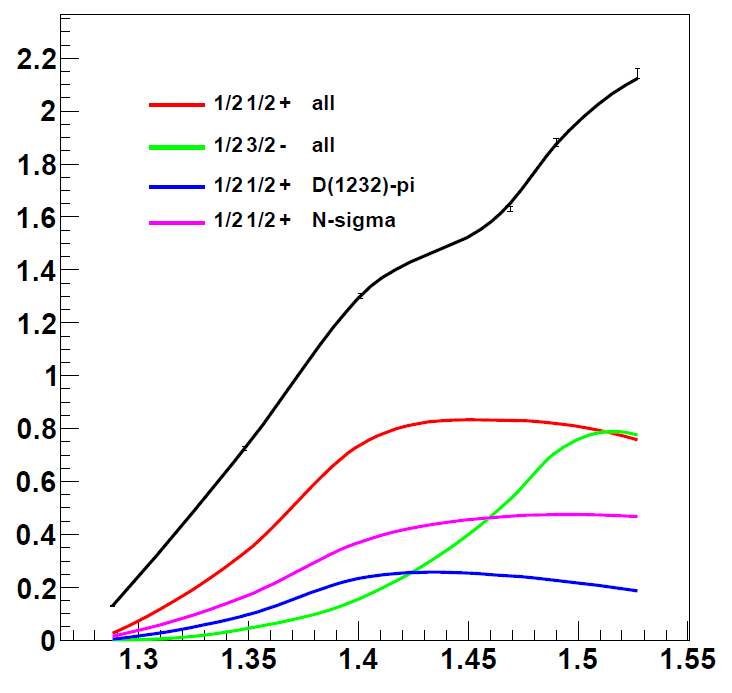 2.2
2
1.8
1.6
1.4
1.2
1
0.8
0.6
0.4
0.2
0
1/2 1/2 + all
1/2 3/2 - all
1/2 1/2 + D(1232)-pi
1/2 1/2 + N-sigma
1.3 1.35 1.4 1.45 1.5 1.55